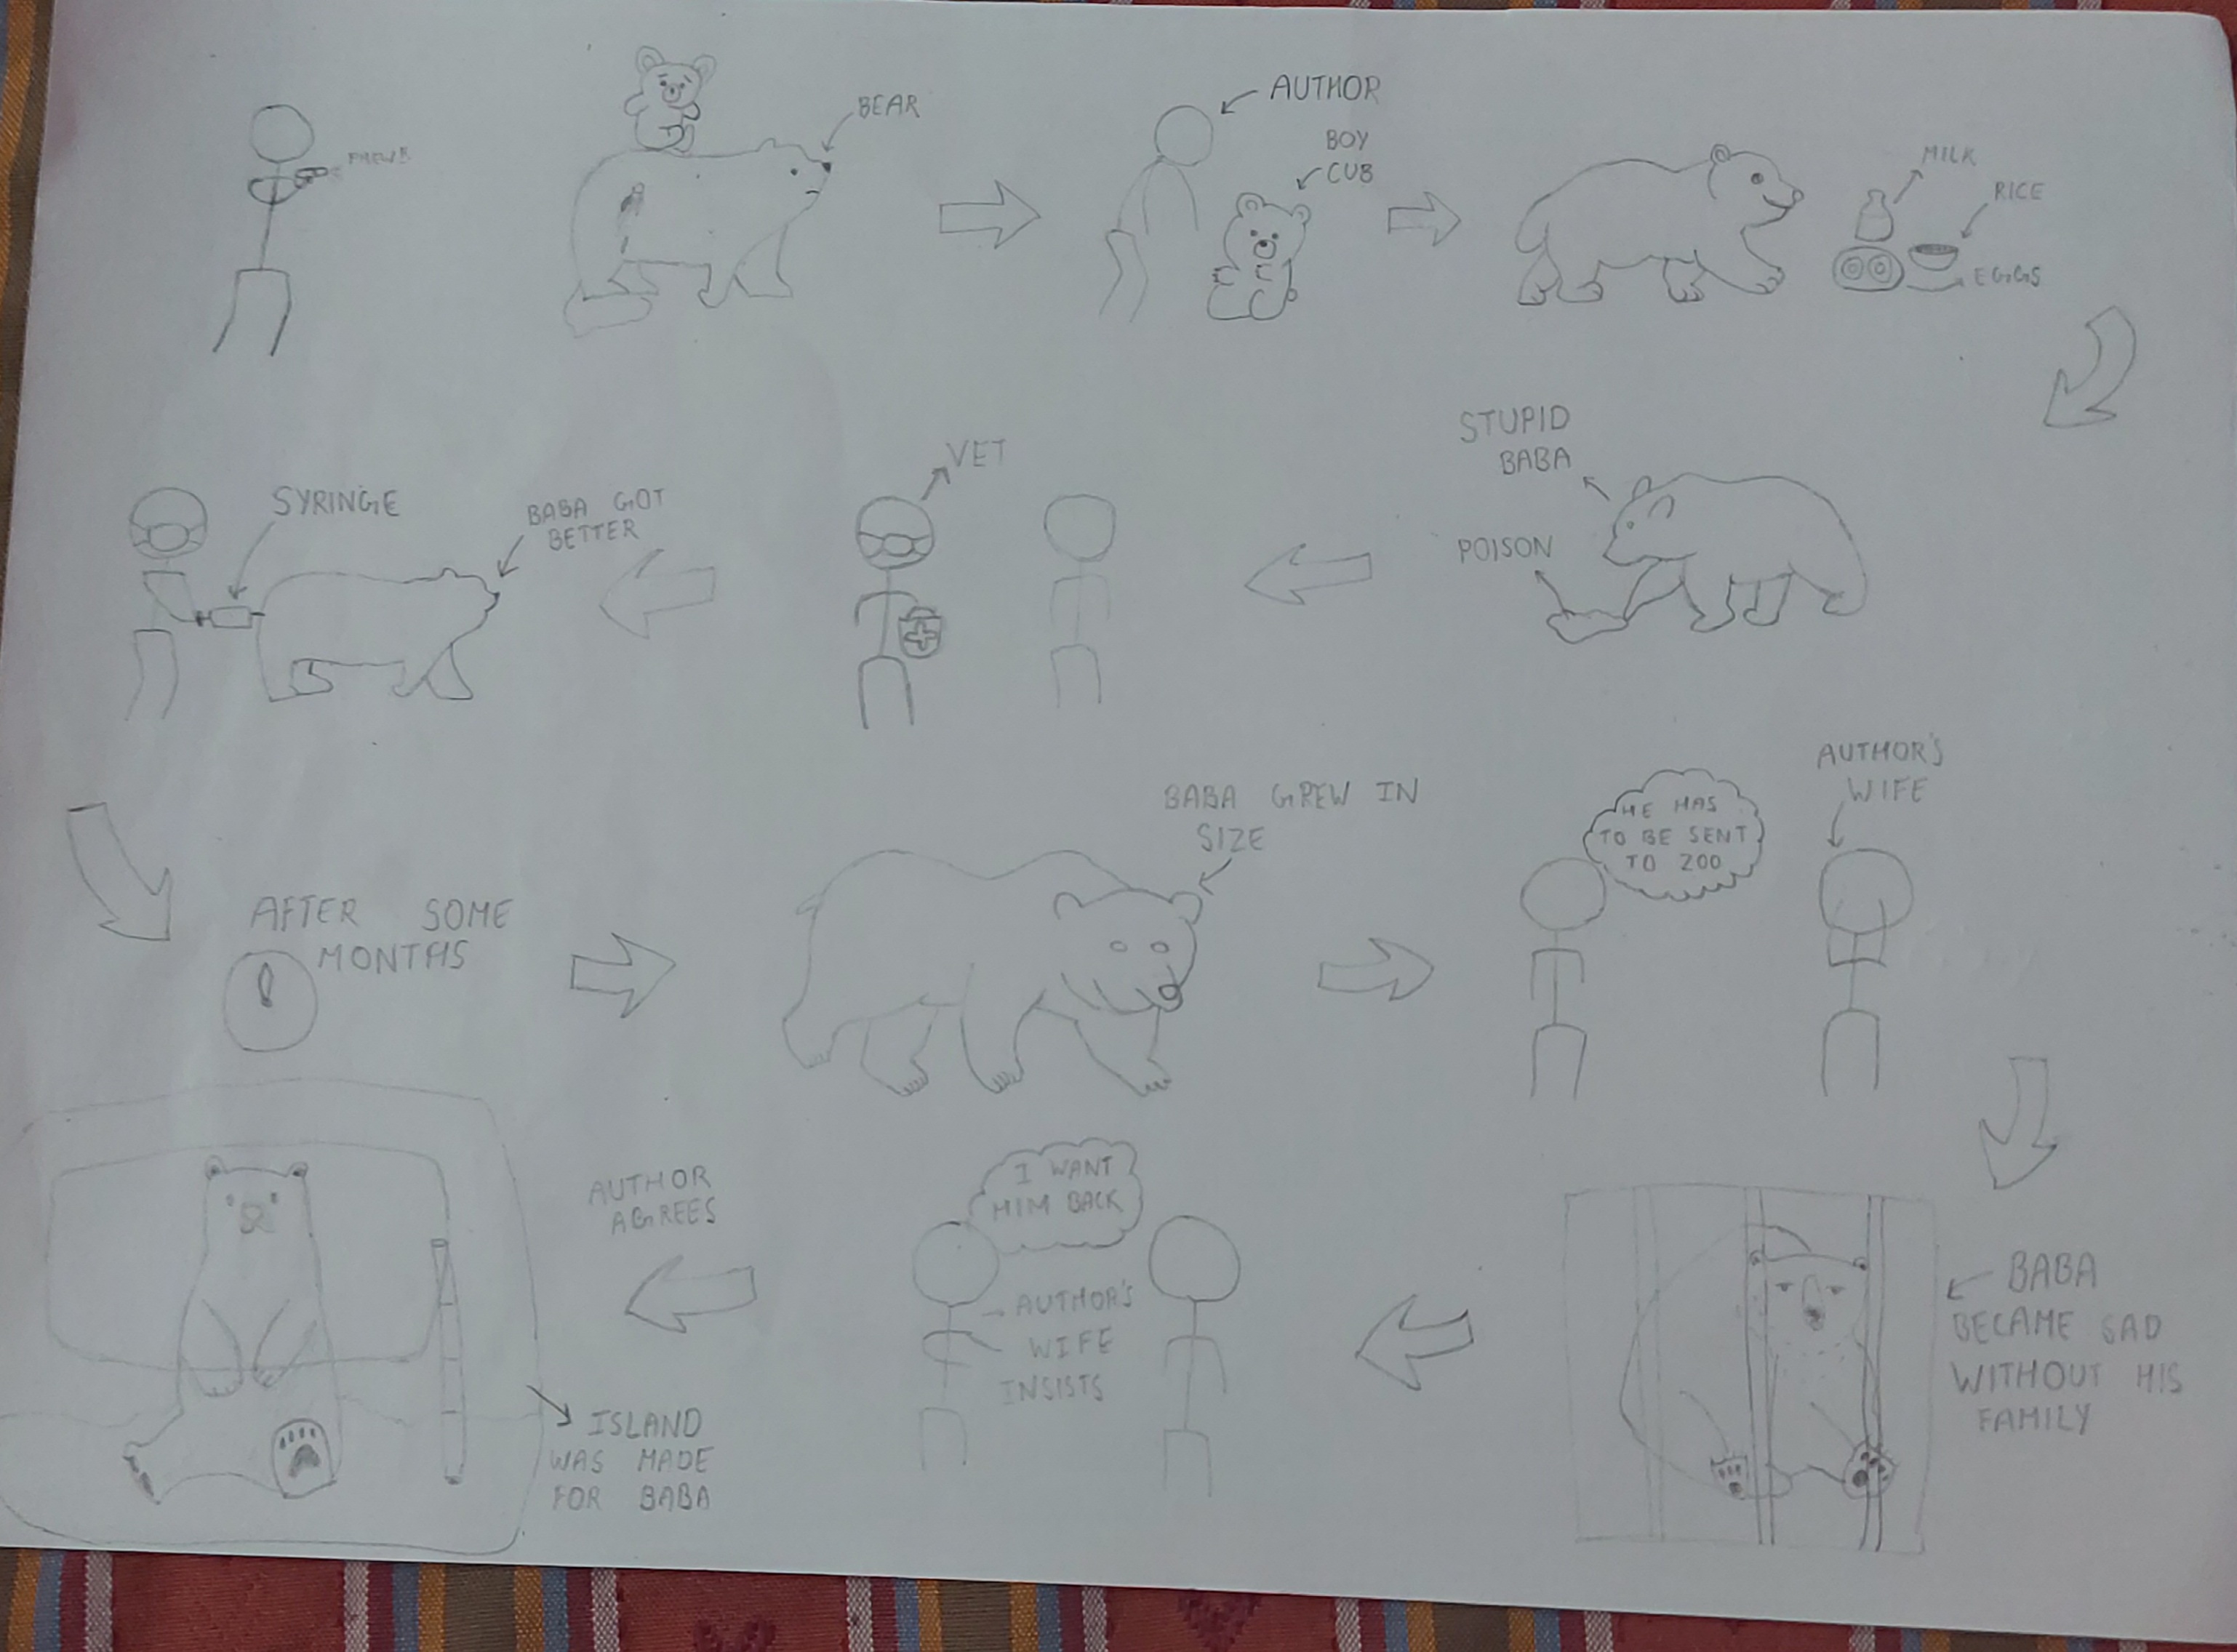 BEAR
AUTHOR
BOY
CUB
MILK
RICE
EGGS
STUPID
BABA
POISON
VET
SYRINGE
BABA GOT
BETTER
AFTER SOME
MONTHS
BABA GREW IN
SIZE
HE HAS
TO BE SENT
TO ZOO
AUTHOR'S
WIFE
BABA
BECAME SAD
WITHOUT HIS
FAMILY
I WANT
HIM BACK
AUTHOR'S
WIFE
INSISTS
AUTHOR
AGREES
ISLAND
WAS MADE
FOR BABA